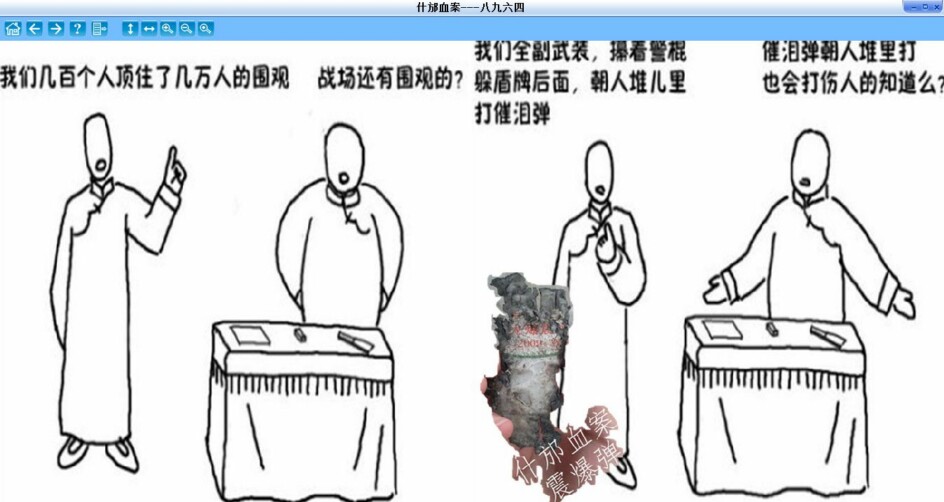 什邡血案---八九六四
我们几百个人顶住了几万人的围观
战场还有围观的?
我们全副武装，攥着警棍
躲盾牌后面，朝人堆儿里
打催泪弹
催泪弹朝人堆里打
也会打伤人的知道么?
什邡血案
震爆弹